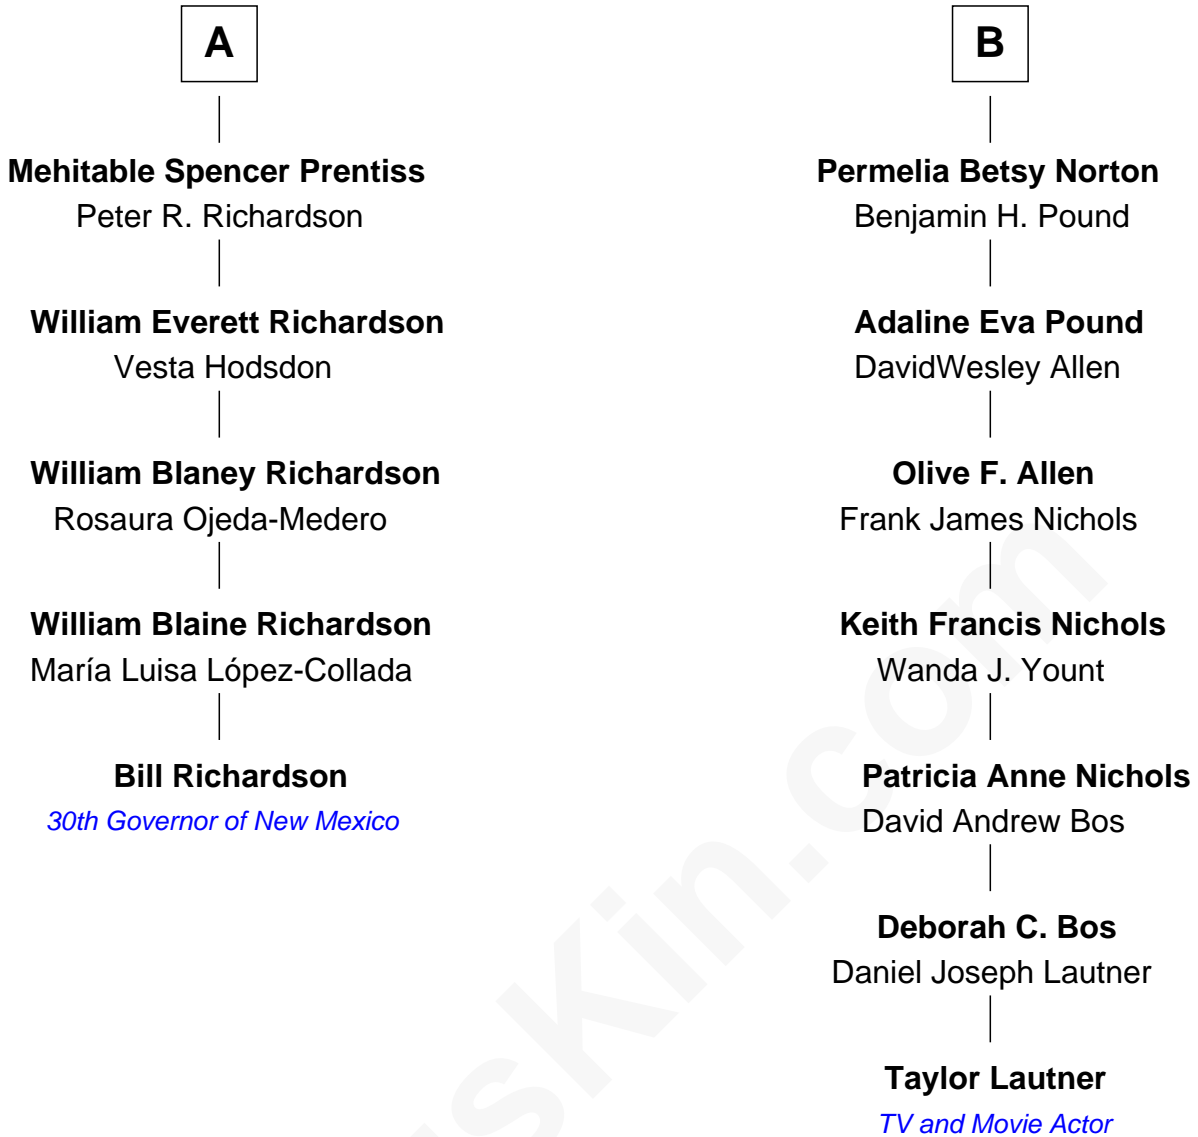 A
Mehitable Spencer Prentiss
Peter R. Richardson
William Everett Richardson
Vesta Hodsdon
William Blaney Richardson
Rosaura Ojeda-Medero
William Blaine Richardson
María Luisa López-Collada
Bill Richardson
30th Governor of New Mexico
B
Permelia Betsy Norton
Benjamin H. Pound
Adaline Eva Pound
DavidWesley Allen
Olive F. Allen
Frank James Nichols
Keith Francis Nichols
Wanda J. Yount
Patricia Anne Nichols
David Andrew Bos
Deborah C. Bos
Daniel Joseph Lautner
Taylor Lautner
TV and Movie Actor
sKin.com